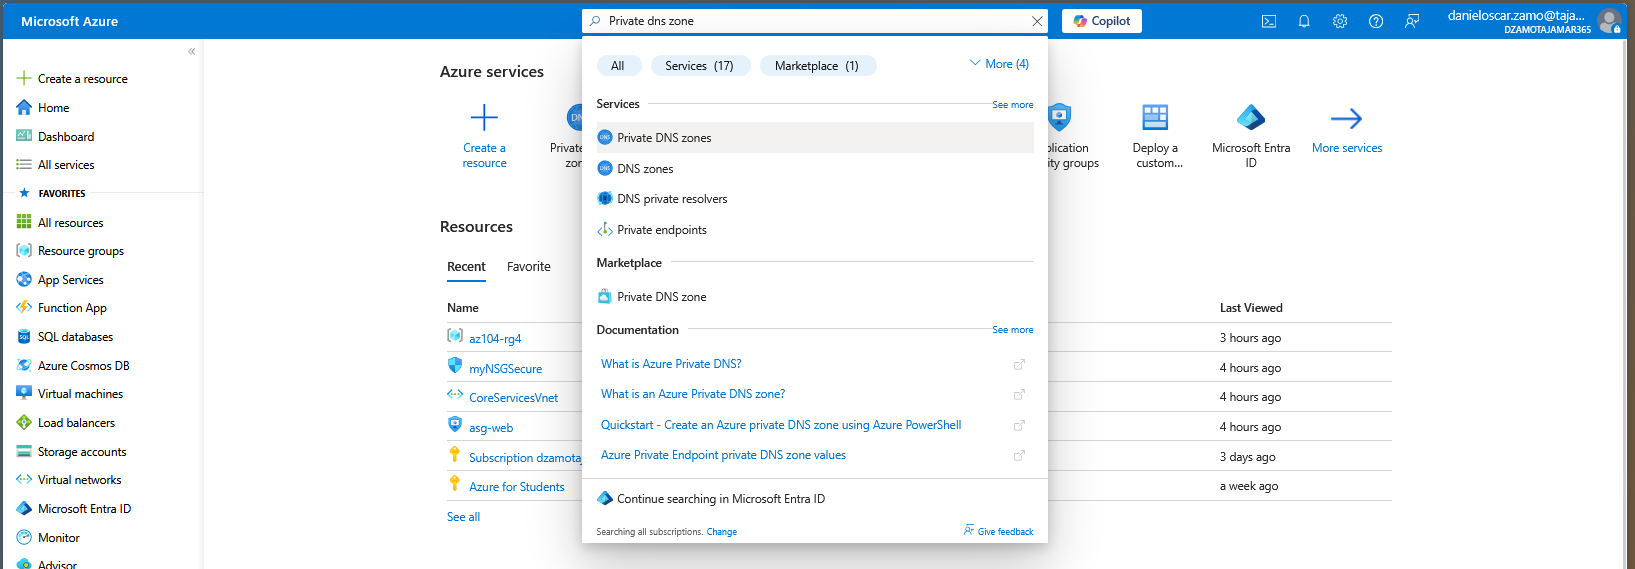 Microsoft Azure
Private dns zone
Copilot
danieloscar.zamo@taja...
DZAMOTAJAMAR365
Create a resource
Home
Dashboard
All services
FAVORITES
All resources
Resource groups
App Services
Function App
SQL databases
Azure Cosmos DB
Virtual machines
Load balancers
Storage accounts
Virtual networks
Microsoft Entra ID
Monitor
Advisor
Azure services
Create a
resource
Private
zon
All
Services (17)
Marketplace (1)
More (4)
Services
See more
Private DNS zones
DNS zones
DNS private resolvers
Private endpoints
Marketplace
Private DNS zone
Documentation
See more
What is Azure Private DNS?
What is an Azure Private DNS zone?
Quickstart - Create an Azure private DNS zone using Azure PowerShell
Azure Private Endpoint private DNS zone values
Continue searching in Microsoft Entra ID
Searching all subscriptions. Change
Give feedback
plication
ity groups
Deploy a
custom...
Microsoft Entra
ID
More services
Resources
Recent
Favorite
Name
Last Viewed
az104-rg4
3 hours ago
myNSGSecure
4 hours ago
CoreServicesVnet
4 hours ago
asg-web
4 hours ago
Subscription dzamotaj
3 days ago
Azure for Students
a week ago
See all